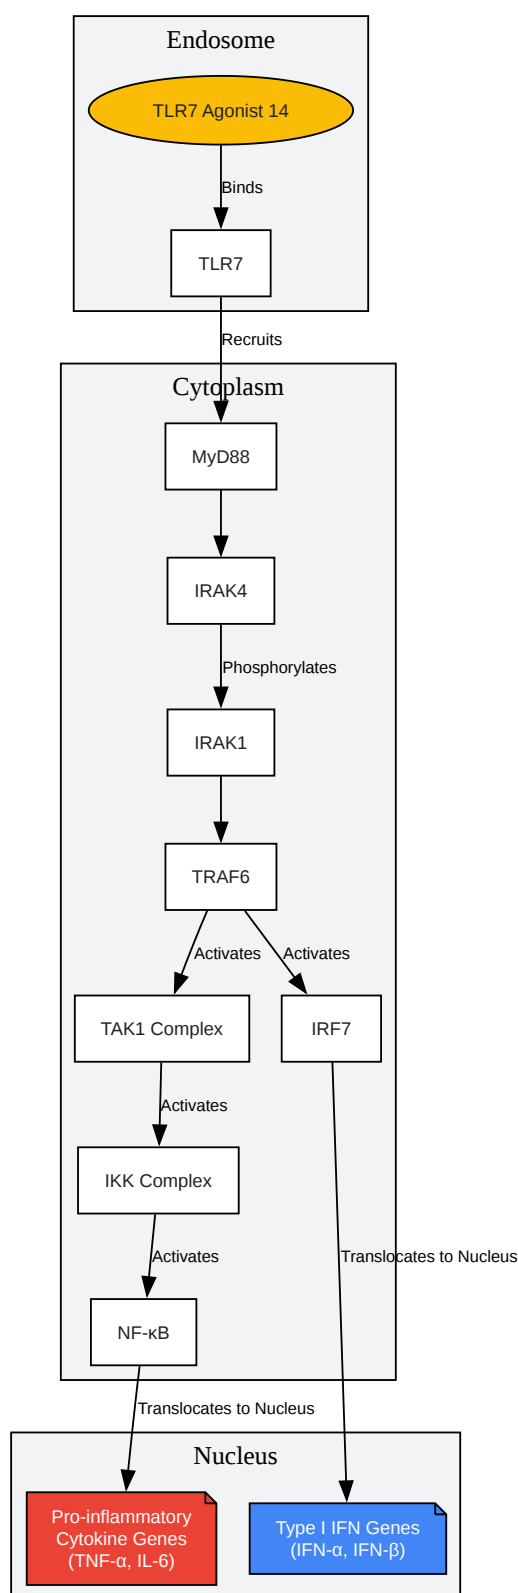 Endosome
TLR7 Agonist 14
Binds
TLR7
Recruits
Cytoplasm
MyD88
IRAK4
Phosphorylates
IRAK1
TRAF6
Activates
Activates
TAK1 Complex
IRF7
Activates
IKK Complex
Activates
Translocates to Nucleus
NF-κB
Translocates to Nucleus
Nucleus
Pro-inflammatory
Cytokine Genes
(TNF-α, IL-6)
Type I IFN Genes
(IFN-α, IFN-β)